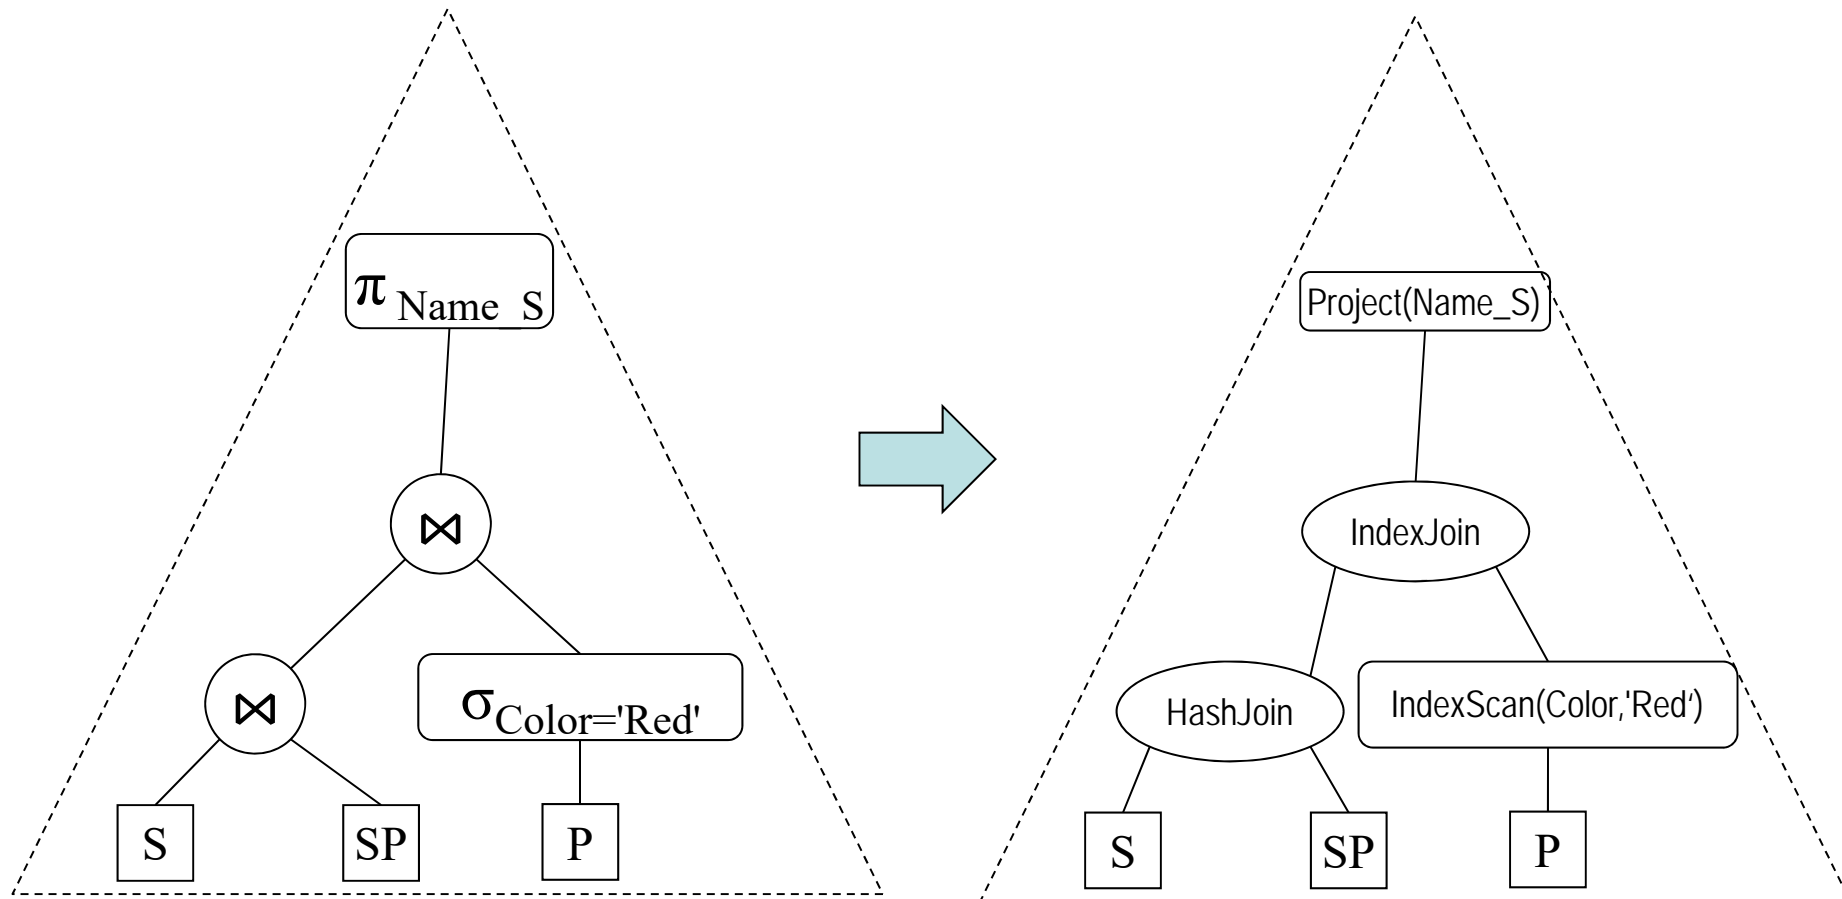 π Name_S
⋈
⋈
σColor='Red'
S
SP
P
Project(Name_S)
IndexJoin
HashJoin
IndexScan(Color,'Red‘)
S
SP
P